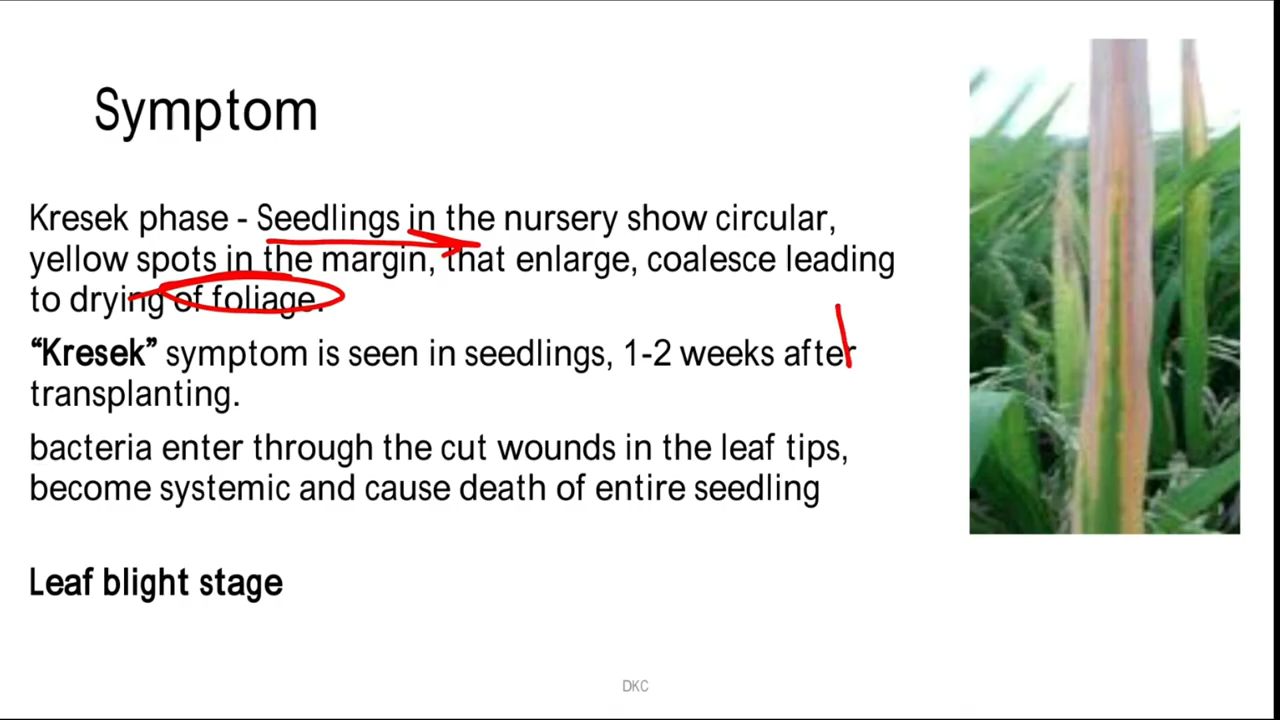 Symptom
Kresek phase - Seedlings in the nursery show circular,
yellow spots in the margin, that enlarge, coalesce leading
to drying of foliage.
“Kresek” symptom is seen in seedlings, 1-2 weeks after
transplanting.
bacteria enter through the cut wounds in the leaf tips,
become systemic and cause death of entire seedling
Leaf blight stage
DKC